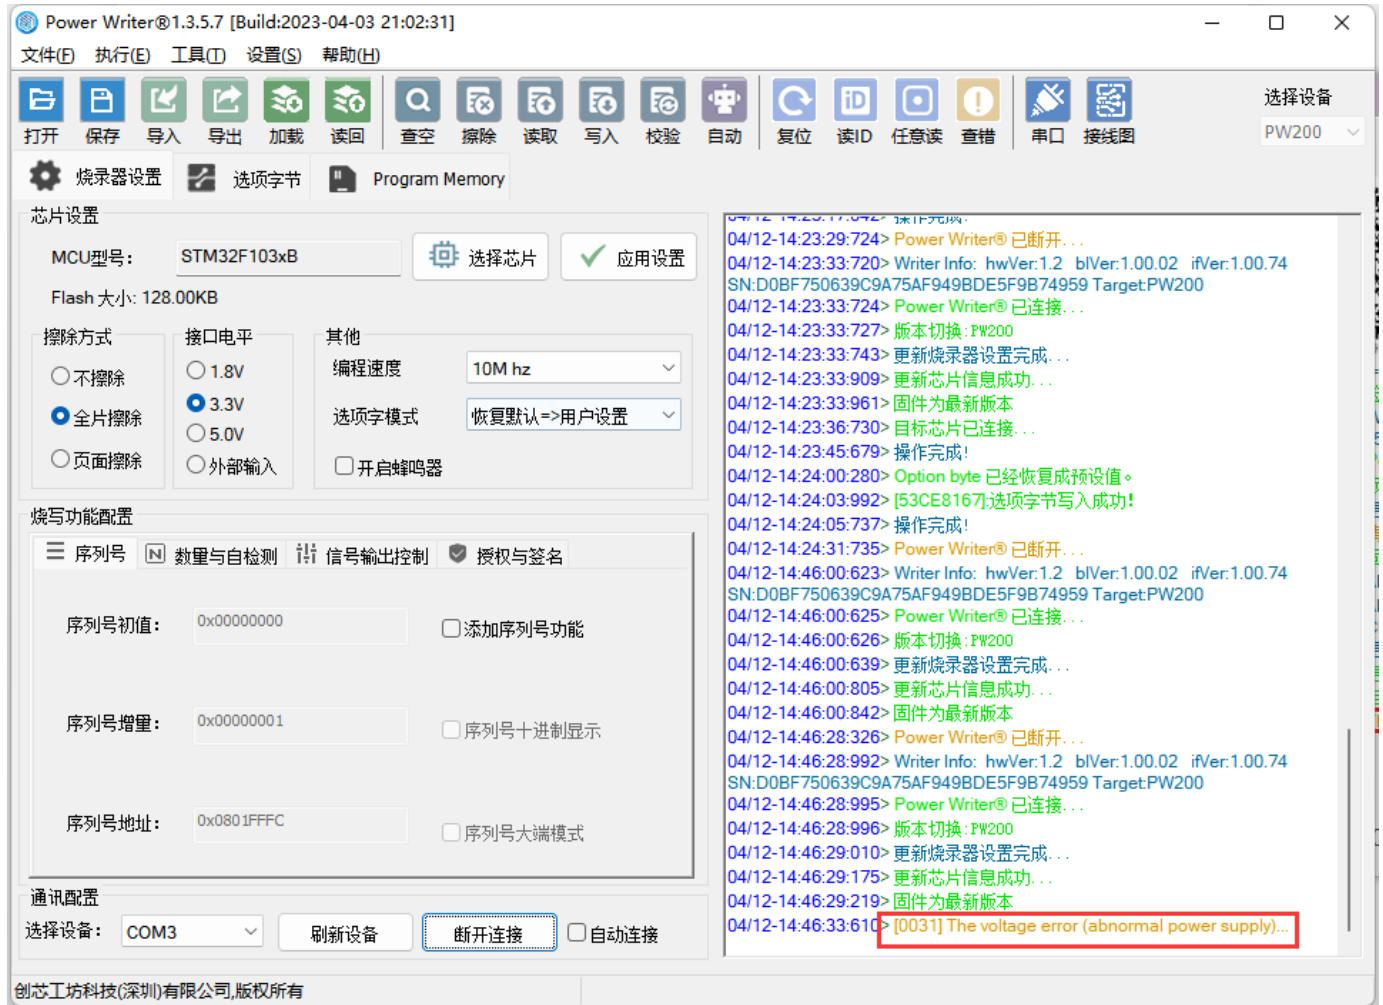 Power Writer®1.3.5.7 [Build:2023-04-03 21:02:31]
文件(F) 执行(E) 工具(T) 设置(S) 帮助(H)
打开 保存 导入 导出 加载 读回 查空 擦除 读取 写入 校验 自动 复位 读ID 任意读 查错 串口 接线图
选择设备
PW200
烧录器设置 选项字节 Program Memory
芯片设置
MCU型号: STM32F103xB 选择芯片 应用设置
Flash 大小: 128.00KB
擦除方式 接口电平 其他
不擦除
全片擦除
页面擦除
1.8V
3.3V
5.0V
外部输入
编程速度 10M hz
选项字模式 恢复默认=>用户设置
开启蜂鸣器
烧写功能配置
序列号 数量与自检测 信号输出控制 授权与签名
序列号初值: 0x00000000 添加序列号功能
序列号增量: 0x00000001 序列号十进制显示
序列号地址: 0x0801FFFC 序列号大端模式
通讯配置
选择设备: COM3 刷新设备 断开连接 自动连接
04/12-14:23:17:642> 操作完成!
04/12-14:23:29:724> Power Writer® 已断开...
04/12-14:23:33:720> Writer Info: hwVer:1.2 blVer:1.00.02 ifVer:1.00.74
SN:D0BF750639C9A75AF949BDE5F9B74959 Target:PW200
04/12-14:23:33:724> Power Writer® 已连接...
04/12-14:23:33:727> 版本切换:PW200
04/12-14:23:33:743> 更新烧录器设置完成...
04/12-14:23:33:909> 更新芯片信息成功...
04/12-14:23:33:961> 固件为最新版本
04/12-14:23:36:730> 目标芯片已连接...
04/12-14:23:45:679> 操作完成!
04/12-14:24:00:280> Option byte 已经恢复成预设值。
04/12-14:24:03:992> [53CE8167]:选项字节写入成功!
04/12-14:24:05:737> 操作完成!
04/12-14:24:31:735> Power Writer® 已断开...
04/12-14:46:00:623> Writer Info: hwVer:1.2 blVer:1.00.02 ifVer:1.00.74
SN:D0BF750639C9A75AF949BDE5F9B74959 Target:PW200
04/12-14:46:00:625> Power Writer® 已连接...
04/12-14:46:00:626> 版本切换:PW200
04/12-14:46:00:639> 更新烧录器设置完成...
04/12-14:46:00:805> 更新芯片信息成功...
04/12-14:46:00:842> 固件为最新版本
04/12-14:46:28:326> Power Writer® 已断开...
04/12-14:46:28:992> Writer Info: hwVer:1.2 blVer:1.00.02 ifVer:1.00.74
SN:D0BF750639C9A75AF949BDE5F9B74959 Target:PW200
04/12-14:46:28:995> Power Writer® 已连接...
04/12-14:46:28:996> 版本切换:PW200
04/12-14:46:29:010> 更新烧录器设置完成...
04/12-14:46:29:175> 更新芯片信息成功...
04/12-14:46:29:219> 固件为最新版本
04/12-14:46:33:610> [0031] The voltage error (abnormal power supply)...
创芯工坊科技(深圳)有限公司,版权所有